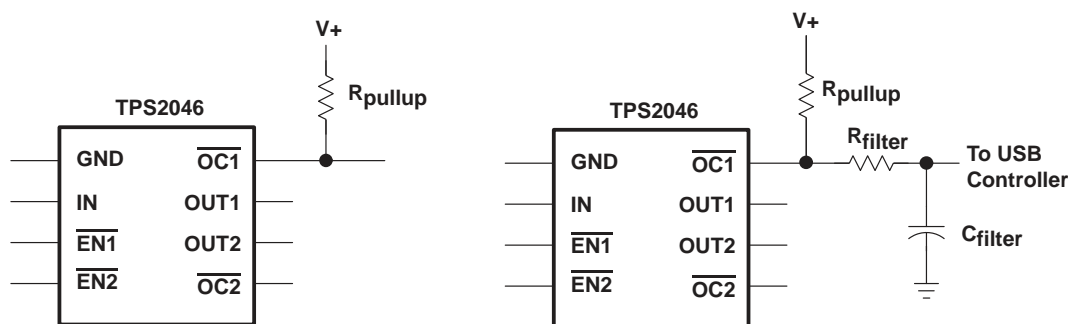 V+
Rpullup
TPS2046
GND
OC1
IN
OUT1
EN1
OUT2
EN2
OC2
V+
Rpullup
TPS2046
Rfilter
GND
OC1
To USB
Controller
IN
OUT1
EN1
OUT2
Cfilter
EN2
OC2